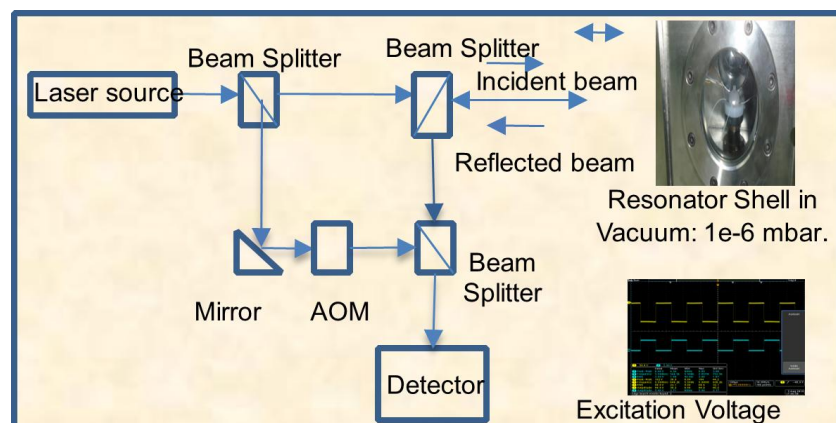 Beam Splitter
Beam Splitter
Laser source
Incident beam
Reflected beam
Resonator Shell in
Vacuum: 1e-6 mbar.
Beam
Splitter
Mirror
AOM
Detector
Excitation Voltage